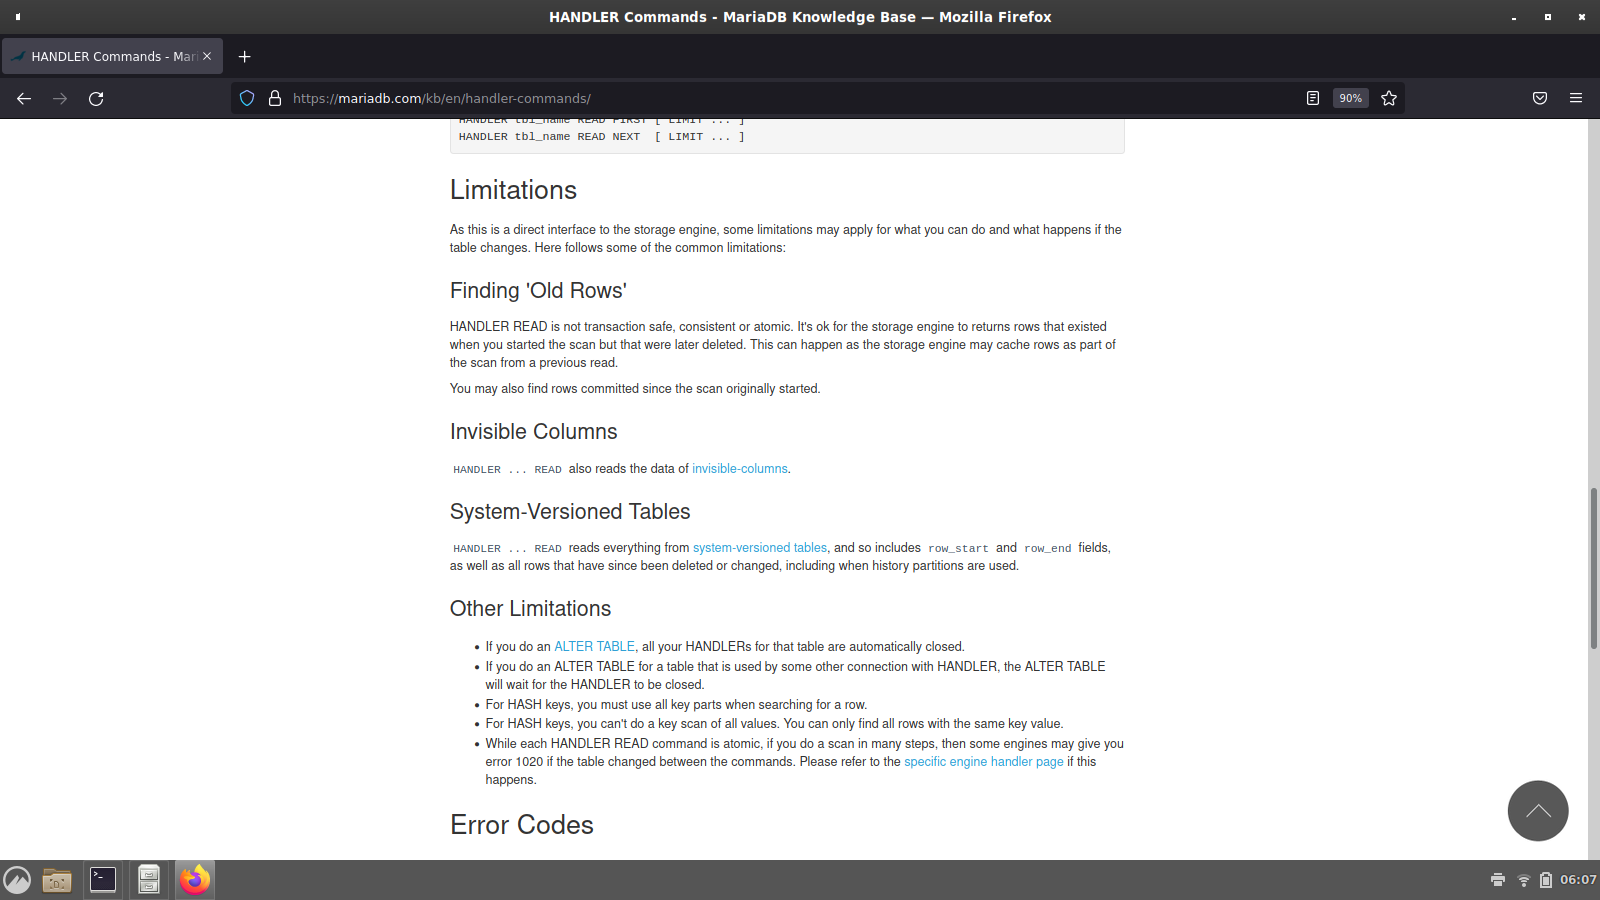 HANDLER Commands - MariaDB Knowledge Base — Mozilla Firefox
HANDLER Commands - Mari
https://mariadb.com/kb/en/handler-commands/
90%
HANDLER tbl_name READ FIRST [ LIMIT ... ]
HANDLER tbl_name READ NEXT  [ LIMIT ... ]
Limitations
As this is a direct interface to the storage engine, some limitations may apply for what you can do and what happens if the
table changes. Here follows some of the common limitations:
Finding 'Old Rows'
HANDLER READ is not transaction safe, consistent or atomic. It's ok for the storage engine to returns rows that existed
when you started the scan but that were later deleted. This can happen as the storage engine may cache rows as part of
the scan from a previous read.
You may also find rows committed since the scan originally started.
Invisible Columns
HANDLER ... READ also reads the data of invisible-columns.
System-Versioned Tables
HANDLER ... READ reads everything from system-versioned tables, and so includes row_start and row_end fields,
as well as all rows that have since been deleted or changed, including when history partitions are used.
Other Limitations
• If you do an ALTER TABLE, all your HANDLERs for that table are automatically closed.
• If you do an ALTER TABLE for a table that is used by some other connection with HANDLER, the ALTER TABLE
will wait for the HANDLER to be closed.
• For HASH keys, you must use all key parts when searching for a row.
• For HASH keys, you can't do a key scan of all values. You can only find all rows with the same key value.
• While each HANDLER READ command is atomic, if you do a scan in many steps, then some engines may give you
error 1020 if the table changed between the commands. Please refer to the specific engine handler page if this
happens.
Error Codes
06:07